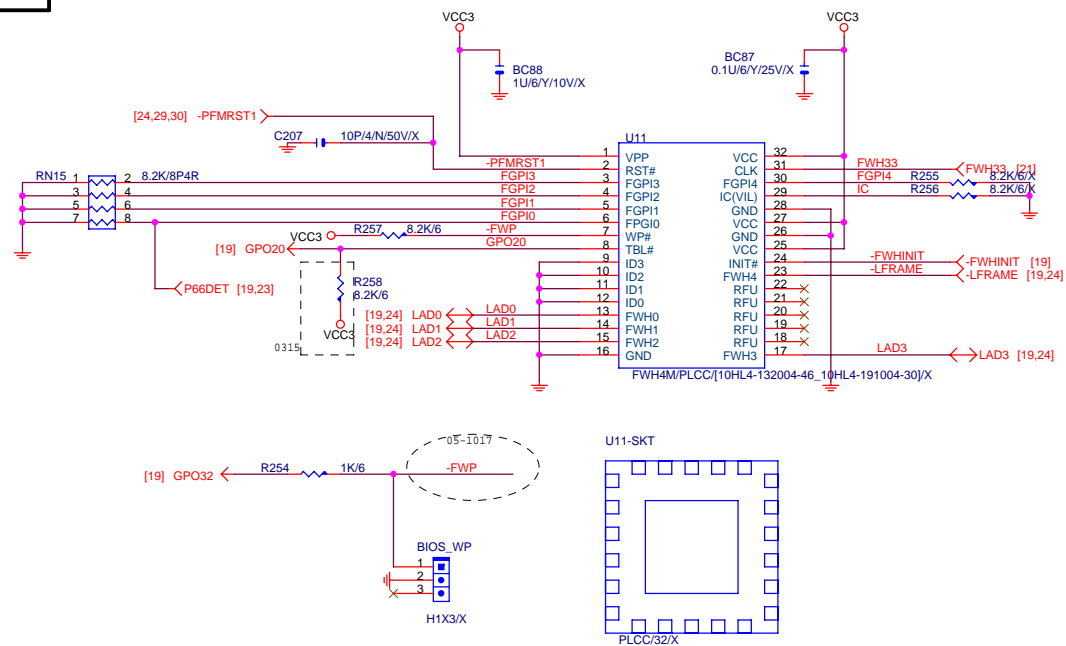 VCC3
VCC3
BC88
1U/6/Y/10V/X
BC87
0.1U/6/Y/25V/X
[24,29,30] -PFMRST1
C207
10P/4/N/50V/X
U11
RN15
8.2K/8P4R
1 2
3 4
5 6
7 8
-PFMRST1
FGPI3
FGPI2
FGPI1
FGPI0
VCC3
R257
8.2K/6
-FWP
[19] GPO20
GPO20
P66DET [19,23]
R258
8.2K/6
VCC3
0315
[19,24] LAD0
LAD0
[19,24] LAD1
LAD1
[19,24] LAD2
LAD2
1 VPP
2 RST#
3 FGPI3
4 FGPI2
5 FGPI1
6 FPGI0
7 WP#
8 TBL#
9 ID3
10 ID2
11 ID1
12 ID0
13 FWH0
14 FWH1
15 FWH2
16 GND
VCC 32
CLK 31
FGPI4 30
IC(VIL) 29
GND 28
VCC 27
GND 26
VCC 25
INIT# 24
FWH4 23
RFU 22
RFU 21
RFU 20
RFU 19
RFU 18
FWH3 17
FWH33
FWH33 [21]
FGPI4
R255
8.2K/6/X
IC
R256
8.2K/6/X
-FWHINIT
-FWHINIT [19]
-LFRAME
-LFRAME [19,24]
LAD3
LAD3 [19,24]
FWH4M/PLCC/[10HL4-132004-46_10HL4-191004-30]/X
05-1017
[19] GPO32
R254
1K/6
-FWP
BIOS_WP
1
2
3
H1X3/X
U11-SKT
PLCC/32/X